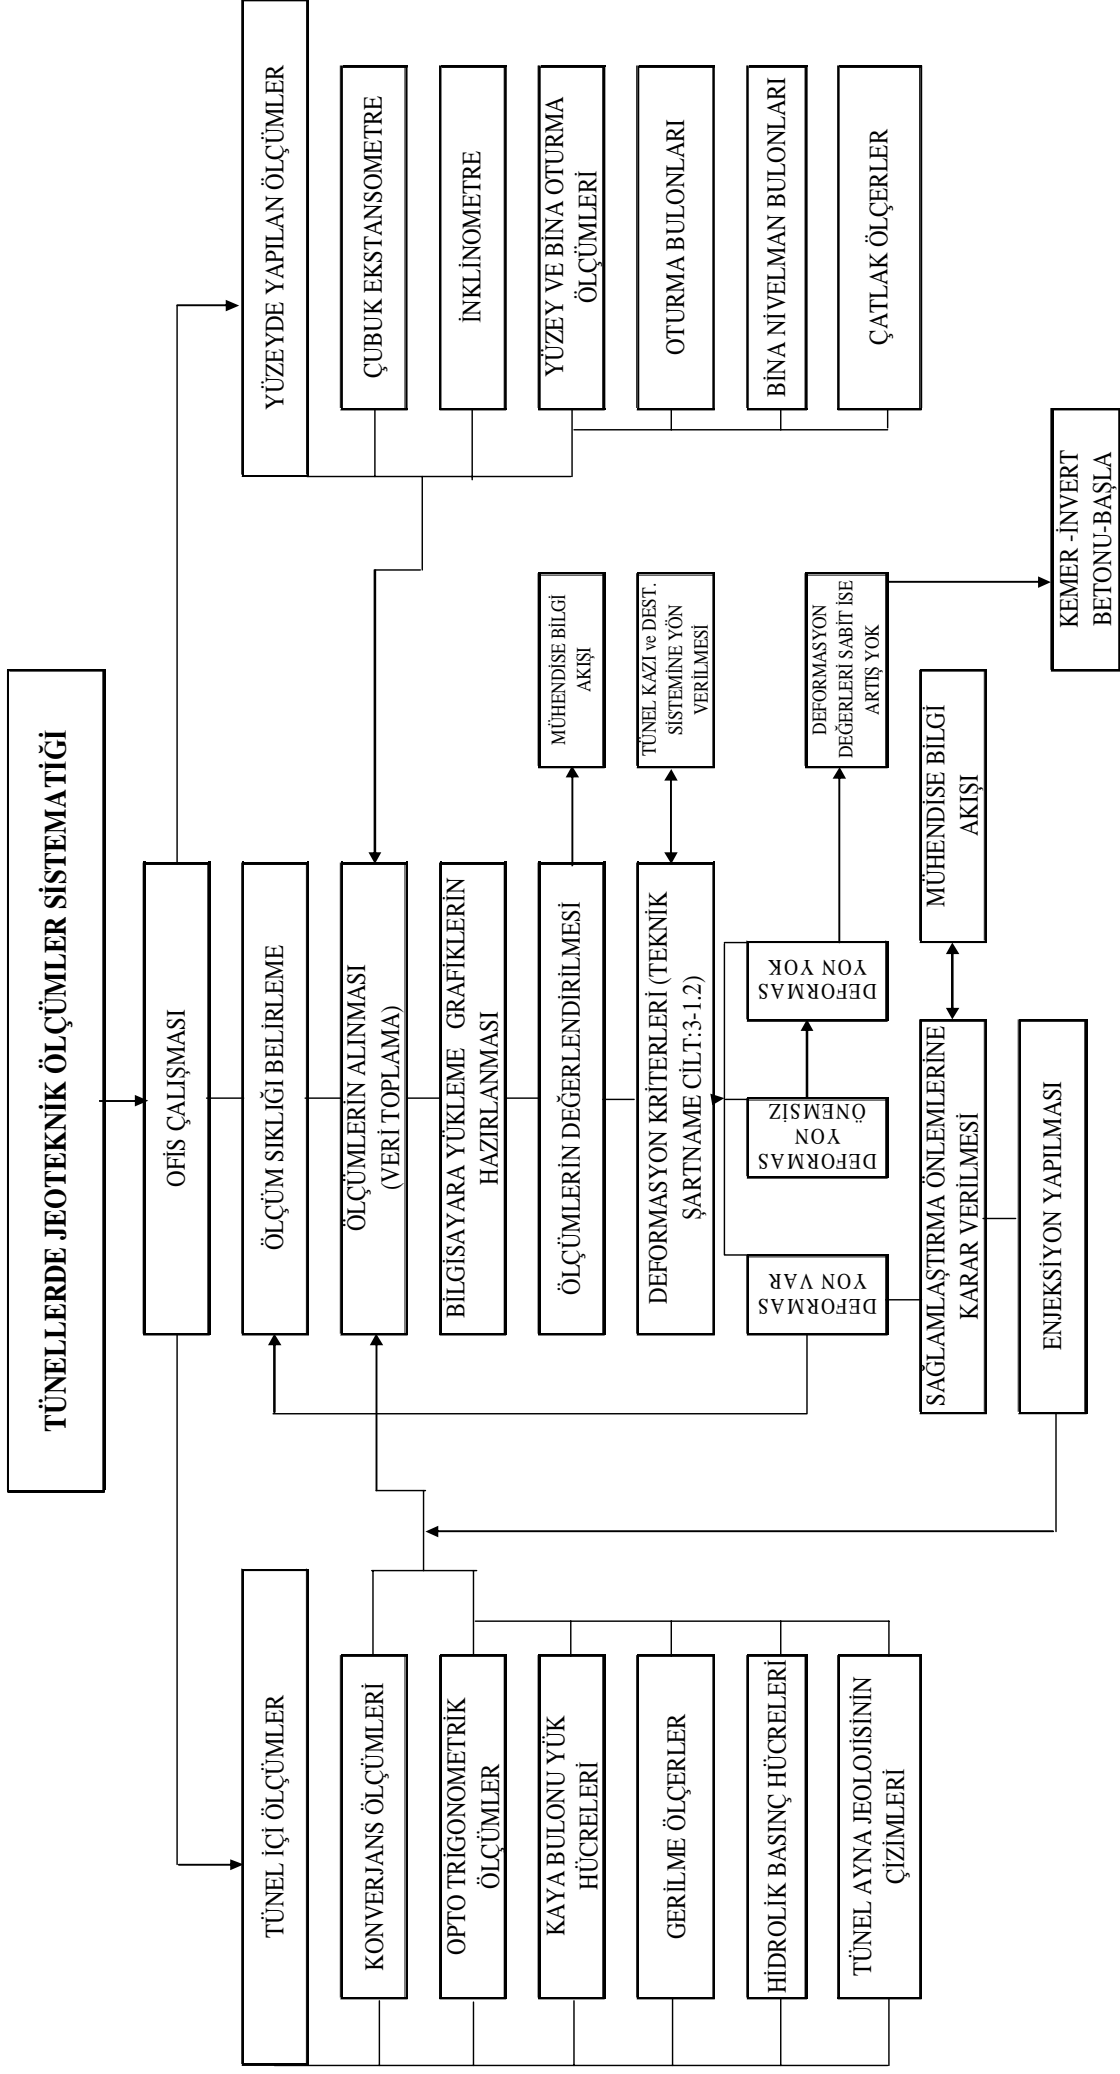 TÜNELLERDE JEOTEKNİK ÖLÇÜMLER SİSTEMATİĞİ
OFİS ÇALIŞMASI
TÜNEL İÇİ ÖLÇÜMLER
KONVERJANS ÖLÇÜMLERİ
OPTO TRİGONOMETRİK
ÖLÇÜMLER
KAYA BULONU YÜK
HÜCRELERİ
GERİLME ÖLÇERLER
HİDROLİK BASINÇ HÜCRELERİ
TÜNEL AYNA JEOLOJİSİNİN
ÇİZİMLERİ
ÖLÇÜM SIKLIĞI BELİRLEME
ÖLÇÜMLERİN ALINMASI
(VERİ TOPLAMA)
BİLGİSAYARA YÜKLEME GRAFİKLERİN
HAZIRLANMASI
ÖLÇÜMLERİN DEĞERLENDİRİLMESİ
DEFORMASYON KRİTERLERİ (TEKNİK
ŞARTNAME CİLT:3-1.2)
DEFORMAS
YON VAR
DEFORMAS
YON
ÖNEMSİZ
DEFORMAS
YON YOK
SAĞLAMLAŞTIRMA ÖNLEMLERİNE
KARAR VERİLMESİ
ENJEKSİYON YAPILMASI
MÜHENDİSE BİLGİ
AKIŞI
TÜNEL KAZI ve DEST.
SİSTEMİNE YÖN
VERİLMESİ
DEFORMASYON
DEĞERLERİ SABİT İSE
ARTIŞ YOK
MÜHENDİSE BİLGİ
AKIŞI
KEMER -İNVERT
BETONU-BAŞLA
YÜZEYDE YAPILAN ÖLÇÜMLER
ÇUBUK EKSTANSOMETRE
İNKLİNOMETRE
YÜZEY VE BİNA OTURMA
ÖLÇÜMLERİ
OTURMA BULONLARI
BİNA NİVELMAN BULONLARI
ÇATLAK ÖLÇERLER